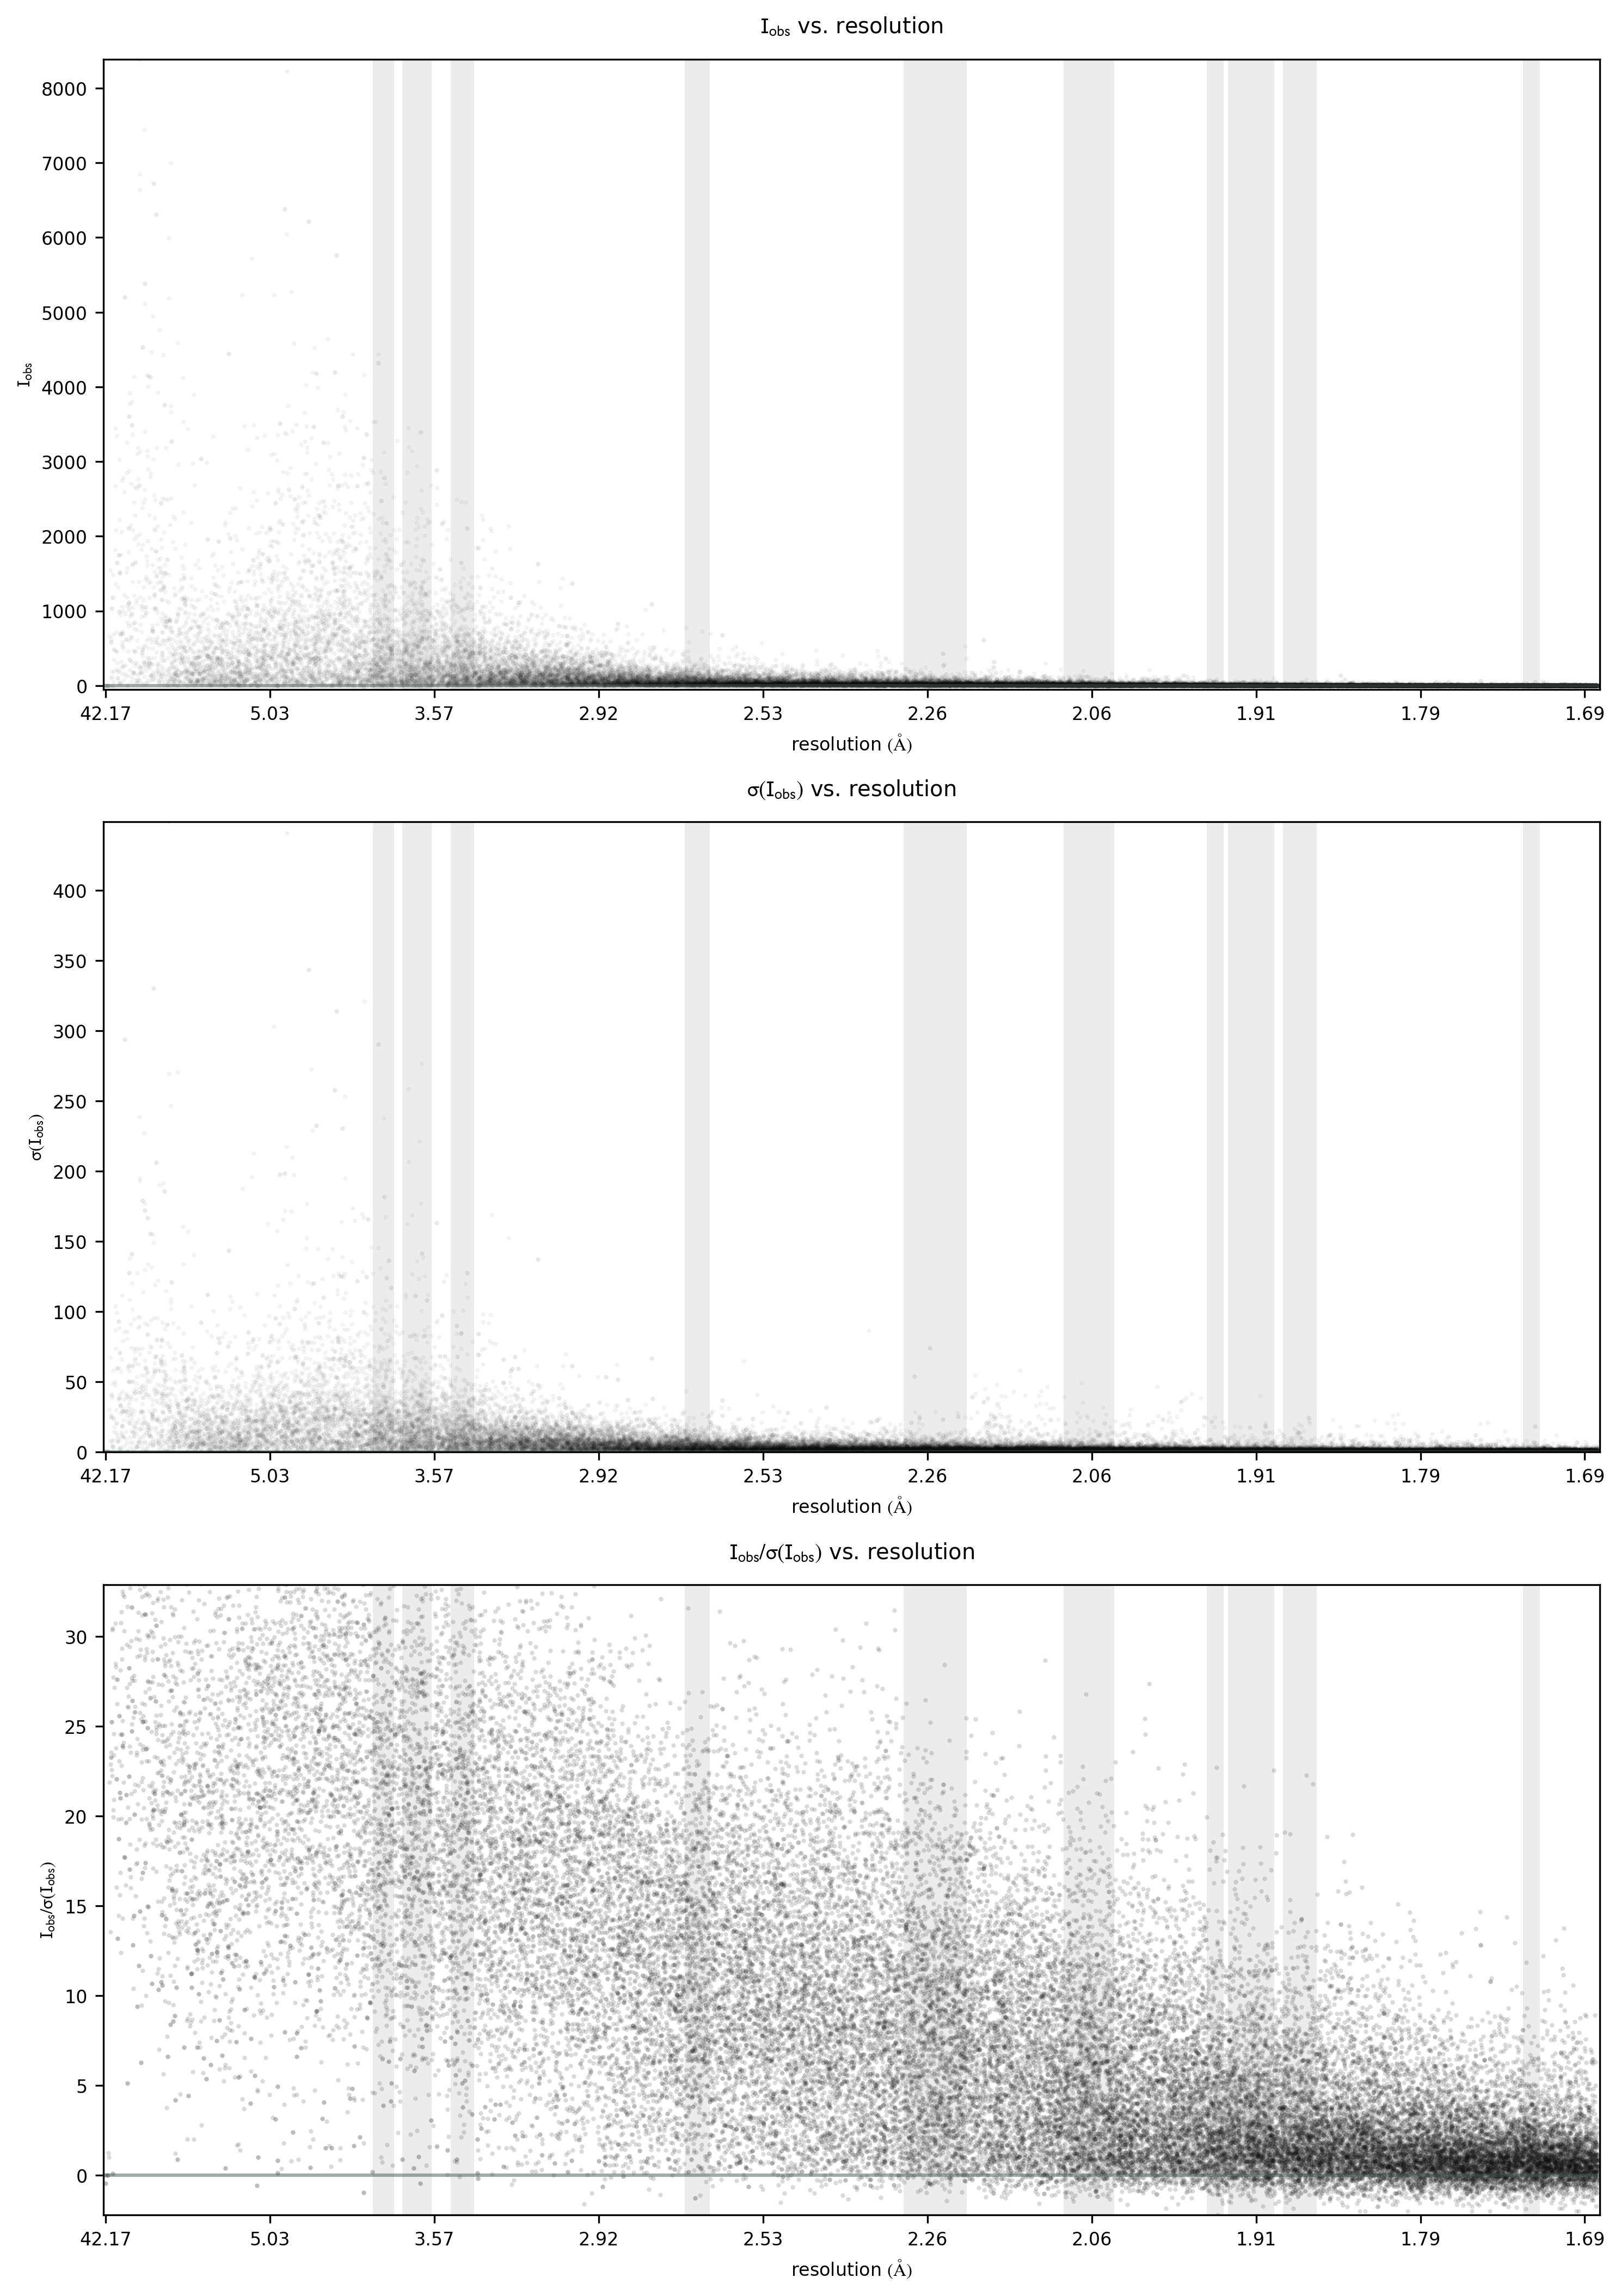 Iobs vs. resolution
8000
7000
6000
5000
4000
3000
2000
1000
0
Iobs
42.17 5.03 3.57 2.92 2.53 2.26 2.06 1.91 1.79 1.69
resolution (Å)
σ(Iobs) vs. resolution
400
350
300
250
200
150
100
50
0
σ(Iobs)
42.17 5.03 3.57 2.92 2.53 2.26 2.06 1.91 1.79 1.69
resolution (Å)
Iobs/σ(Iobs) vs. resolution
30
25
20
15
10
5
0
Iobs/σ(Iobs)
42.17 5.03 3.57 2.92 2.53 2.26 2.06 1.91 1.79 1.69
resolution (Å)